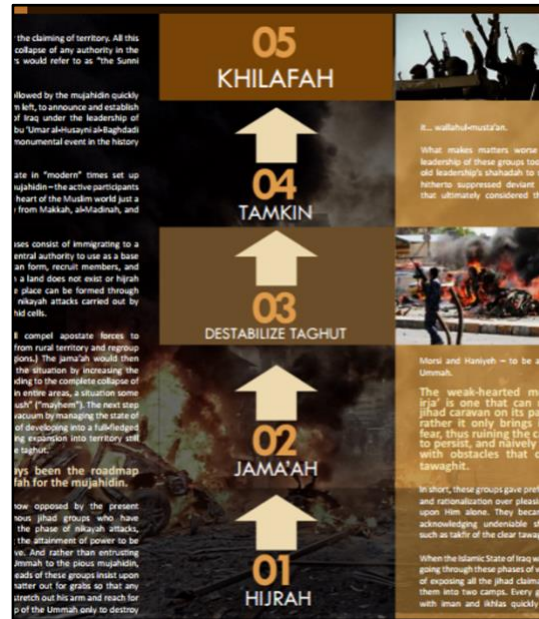 the claiming of territory. All this
collapse of any authority in the
would refer to as "the Sunni
followed by the mujahidin quickly
left, to announce and establish
of Iraq under the leadership of
'Umar al-Husayni al-Baghdadi
monumental event in the history
in "modern" times set up
mujahidin – the active participants
heart of the Muslim world just a
from Makkah, al-Madinah, and
consist of immigrating to a
central authority to use as a base
can form, recruit members, and
a land does not exist or hijrah
place can be formed through
nikayah attacks carried out by
cells.
compel apostate forces to
from rural territory and regroup
The jama'ah would then
the situation by increasing the
leading to the complete collapse of
in entire areas, a situation some
("mayhem"). The next step
vacuum by managing the state of
of developing into a full-fledged
expansion into territory still
taghut.
always been the roadmap
for the mujahidin.
now opposed by the present
jihad groups who have
the phase of nikayah attacks,
the attainment of power to be
And rather than entrusting
Ummah to the pious mujahidin,
heads of these groups insist upon
matter out for grabs so that any
stretch out his arm and reach for
of the Ummah only to destroy
05
KHILAFAH
04
TAMKIN
03
DESTABILIZE TAGHUT
02
JAMA'AH
01
HIJRAH
it… wallahul-musta'an.
What makes matters worse
leadership of these groups
old leadership's shahadah to
hitherto suppressed deviant
that ultimately considered
Morsi and Haniyeh – to be
Ummah.
The weak-hearted
irja' is one that can
jihad caravan on its
rather it only brings
fear, thus ruining the
to persist, and naively
with obstacles that
tawaghit.
In short, these groups gave
and rationalization over
upon Him alone. They
acknowledging undeniable
such as takfir of the clear
When the Islamic State of Iraq
going through these phases of
of exposing all the jihad
them into two camps. Every
with iman and ikhlas quickly